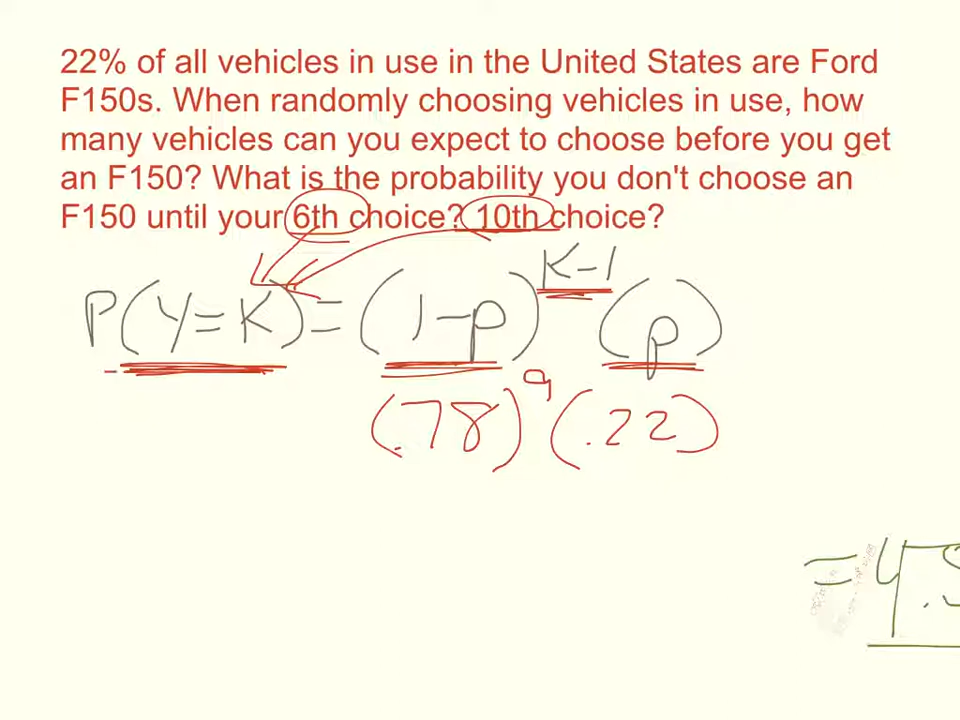 22% of all vehicles in use in the United States are Ford
F150s. When randomly choosing vehicles in use, how
many vehicles can you expect to choose before you get
an F150? What is the probability you don't choose an
F150 until your 6th choice? 10th choice?
P(Y=K)=(1-p)^{K-1}(p)
(.78)^9(.22)
=4.